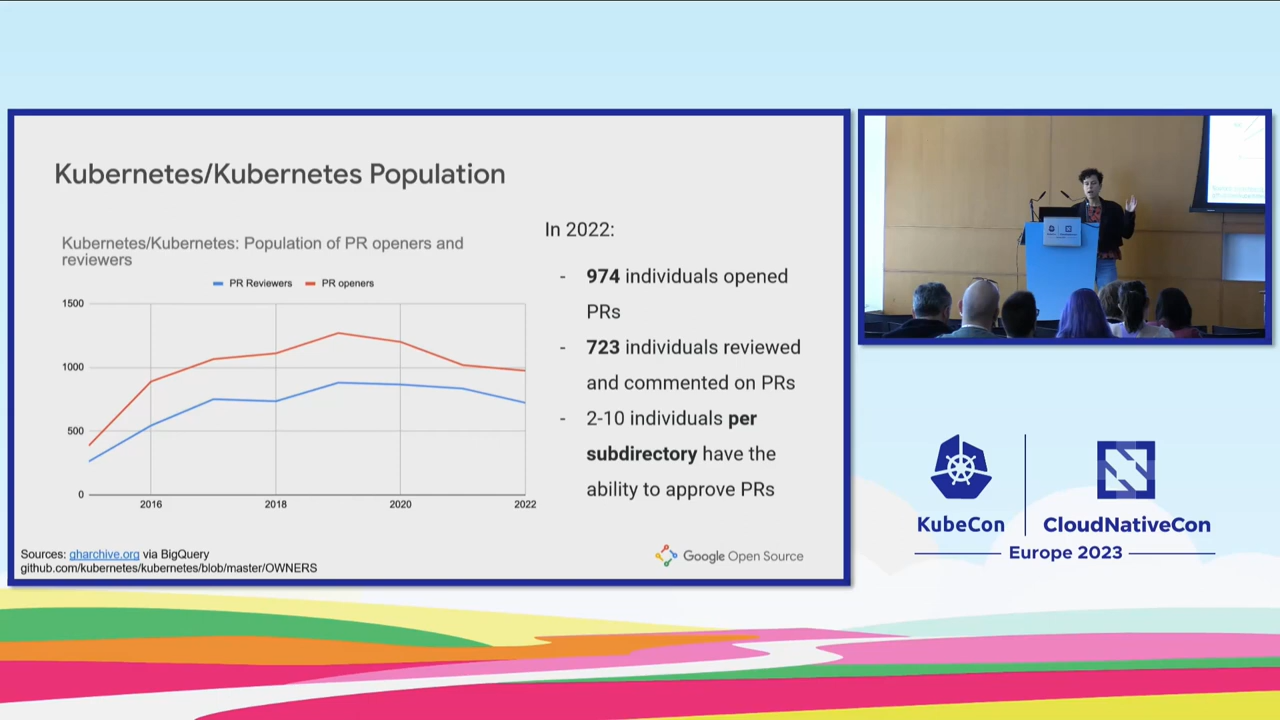 Kubernetes/Kubernetes Population
Kubernetes/Kubernetes: Population of PR openers and
reviewers
PR Reviewers
PR openers
1500
1000
500
0
2016
2018
2020
2022
In 2022:
- 974 individuals opened
PRs
- 723 individuals reviewed
and commented on PRs
- 2-10 individuals per
subdirectory have the
ability to approve PRs
Sources: gharchive.org via BigQuery
github.com/kubernetes/kubernetes/blob/master/OWNERS
Google Open Source
KubeCon
CloudNativeCon
Europe 2023